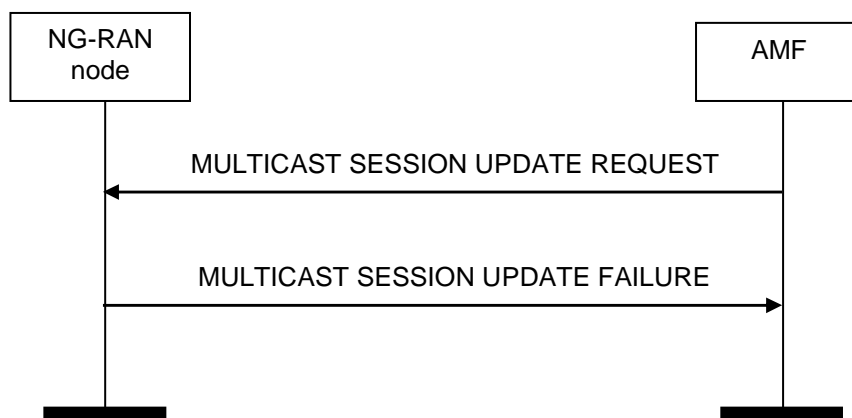 NG-RAN
node
AMF
MULTICAST SESSION UPDATE REQUEST
MULTICAST SESSION UPDATE FAILURE